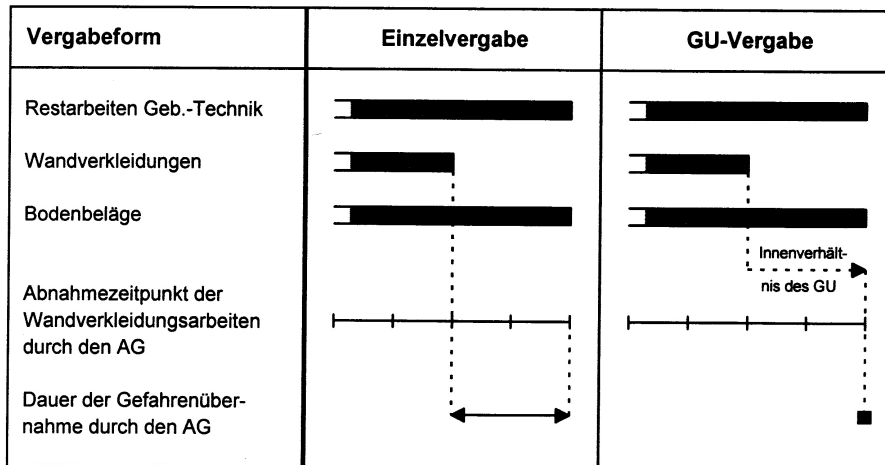 Vergabeform
Einzelvergabe
GU-Vergabe
Restarbeiten Geb.-Technik
Wandverkleidungen
Bodenbeläge
Innenverhält-
nis des GU
Abnahmezeitpunkt der
Wandverkleidungsarbeiten
durch den AG
Dauer der Gefahrenüber-
nahme durch den AG